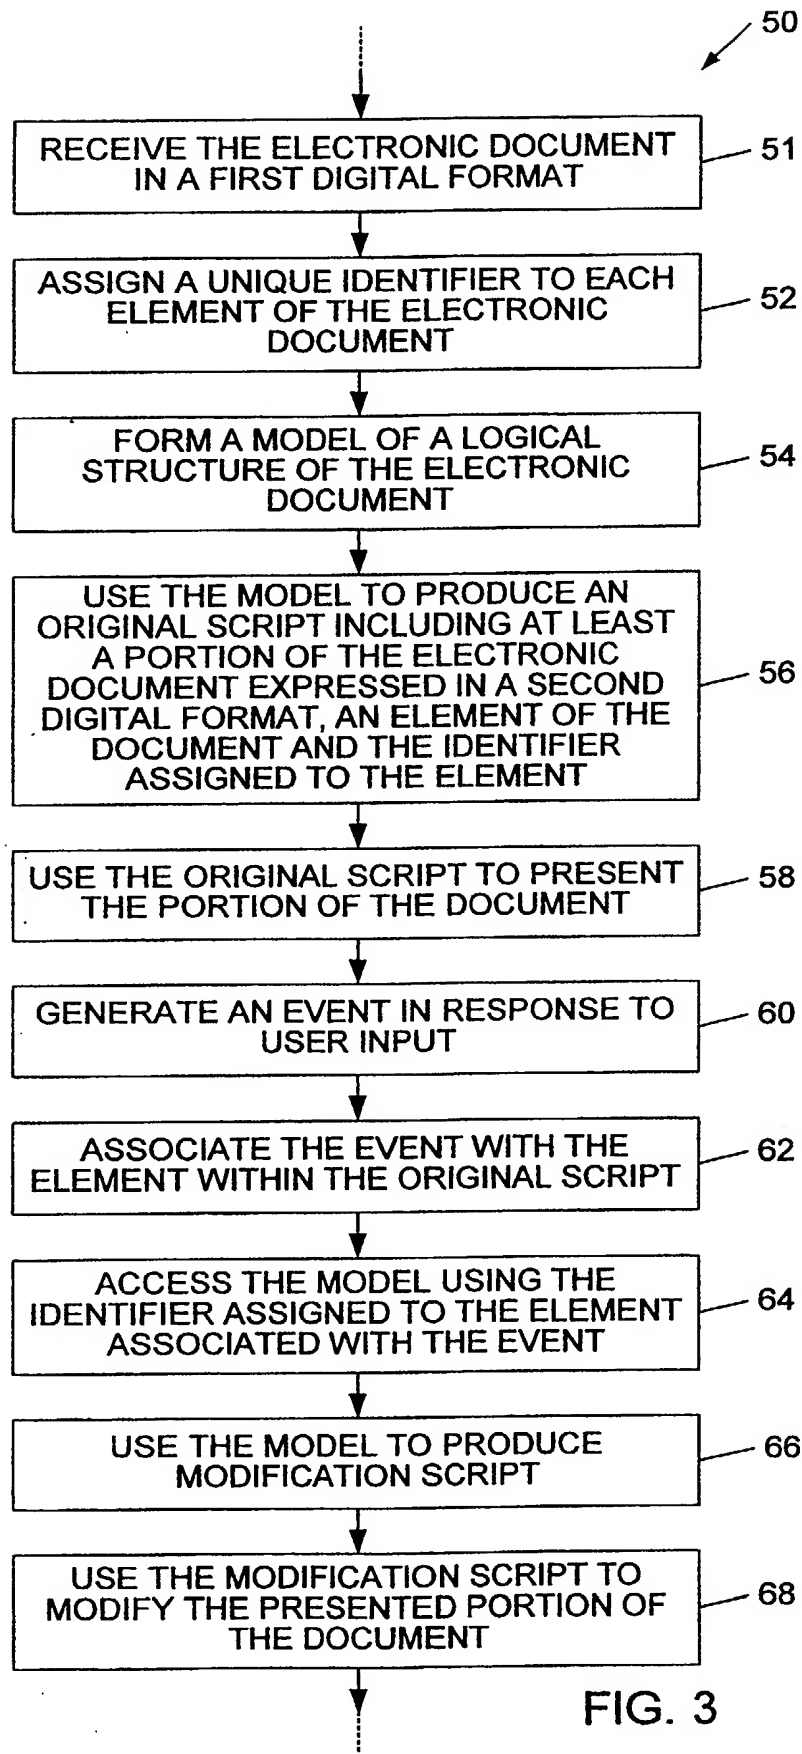 50
RECEIVE THE ELECTRONIC DOCUMENT
IN A FIRST DIGITAL FORMAT
51
ASSIGN A UNIQUE IDENTIFIER TO EACH
ELEMENT OF THE ELECTRONIC
DOCUMENT
52
FORM A MODEL OF A LOGICAL
STRUCTURE OF THE ELECTRONIC
DOCUMENT
54
USE THE MODEL TO PRODUCE AN
ORIGINAL SCRIPT INCLUDING AT LEAST
A PORTION OF THE ELECTRONIC
DOCUMENT EXPRESSED IN A SECOND
DIGITAL FORMAT, AN ELEMENT OF THE
DOCUMENT AND THE IDENTIFIER
ASSIGNED TO THE ELEMENT
56
USE THE ORIGINAL SCRIPT TO PRESENT
THE PORTION OF THE DOCUMENT
58
GENERATE AN EVENT IN RESPONSE TO
USER INPUT
60
ASSOCIATE THE EVENT WITH THE
ELEMENT WITHIN THE ORIGINAL SCRIPT
62
ACCESS THE MODEL USING THE
IDENTIFIER ASSIGNED TO THE ELEMENT
ASSOCIATED WITH THE EVENT
64
USE THE MODEL TO PRODUCE
MODIFICATION SCRIPT
66
USE THE MODIFICATION SCRIPT TO
MODIFY THE PRESENTED PORTION OF
THE DOCUMENT
68
FIG. 3